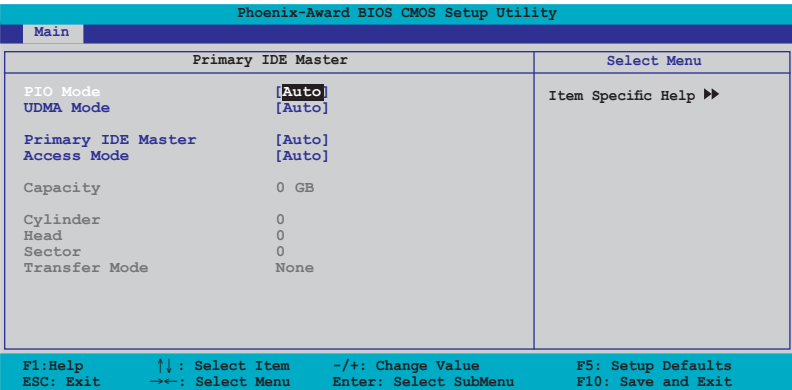 Phoenix-Award BIOS CMOS Setup Utility
Main
Primary IDE Master
Select Menu
PIO Mode [Auto]
UDMA Mode [Auto]
Primary IDE Master [Auto]
Access Mode [Auto]
Capacity 0 GB
Cylinder 0
Head 0
Sector 0
Transfer Mode None
Item Specific Help ▶▶
F1:Help ↑↓: Select Item -/+: Change Value F5: Setup Defaults
ESC: Exit →←: Select Menu Enter: Select SubMenu F10: Save and Exit